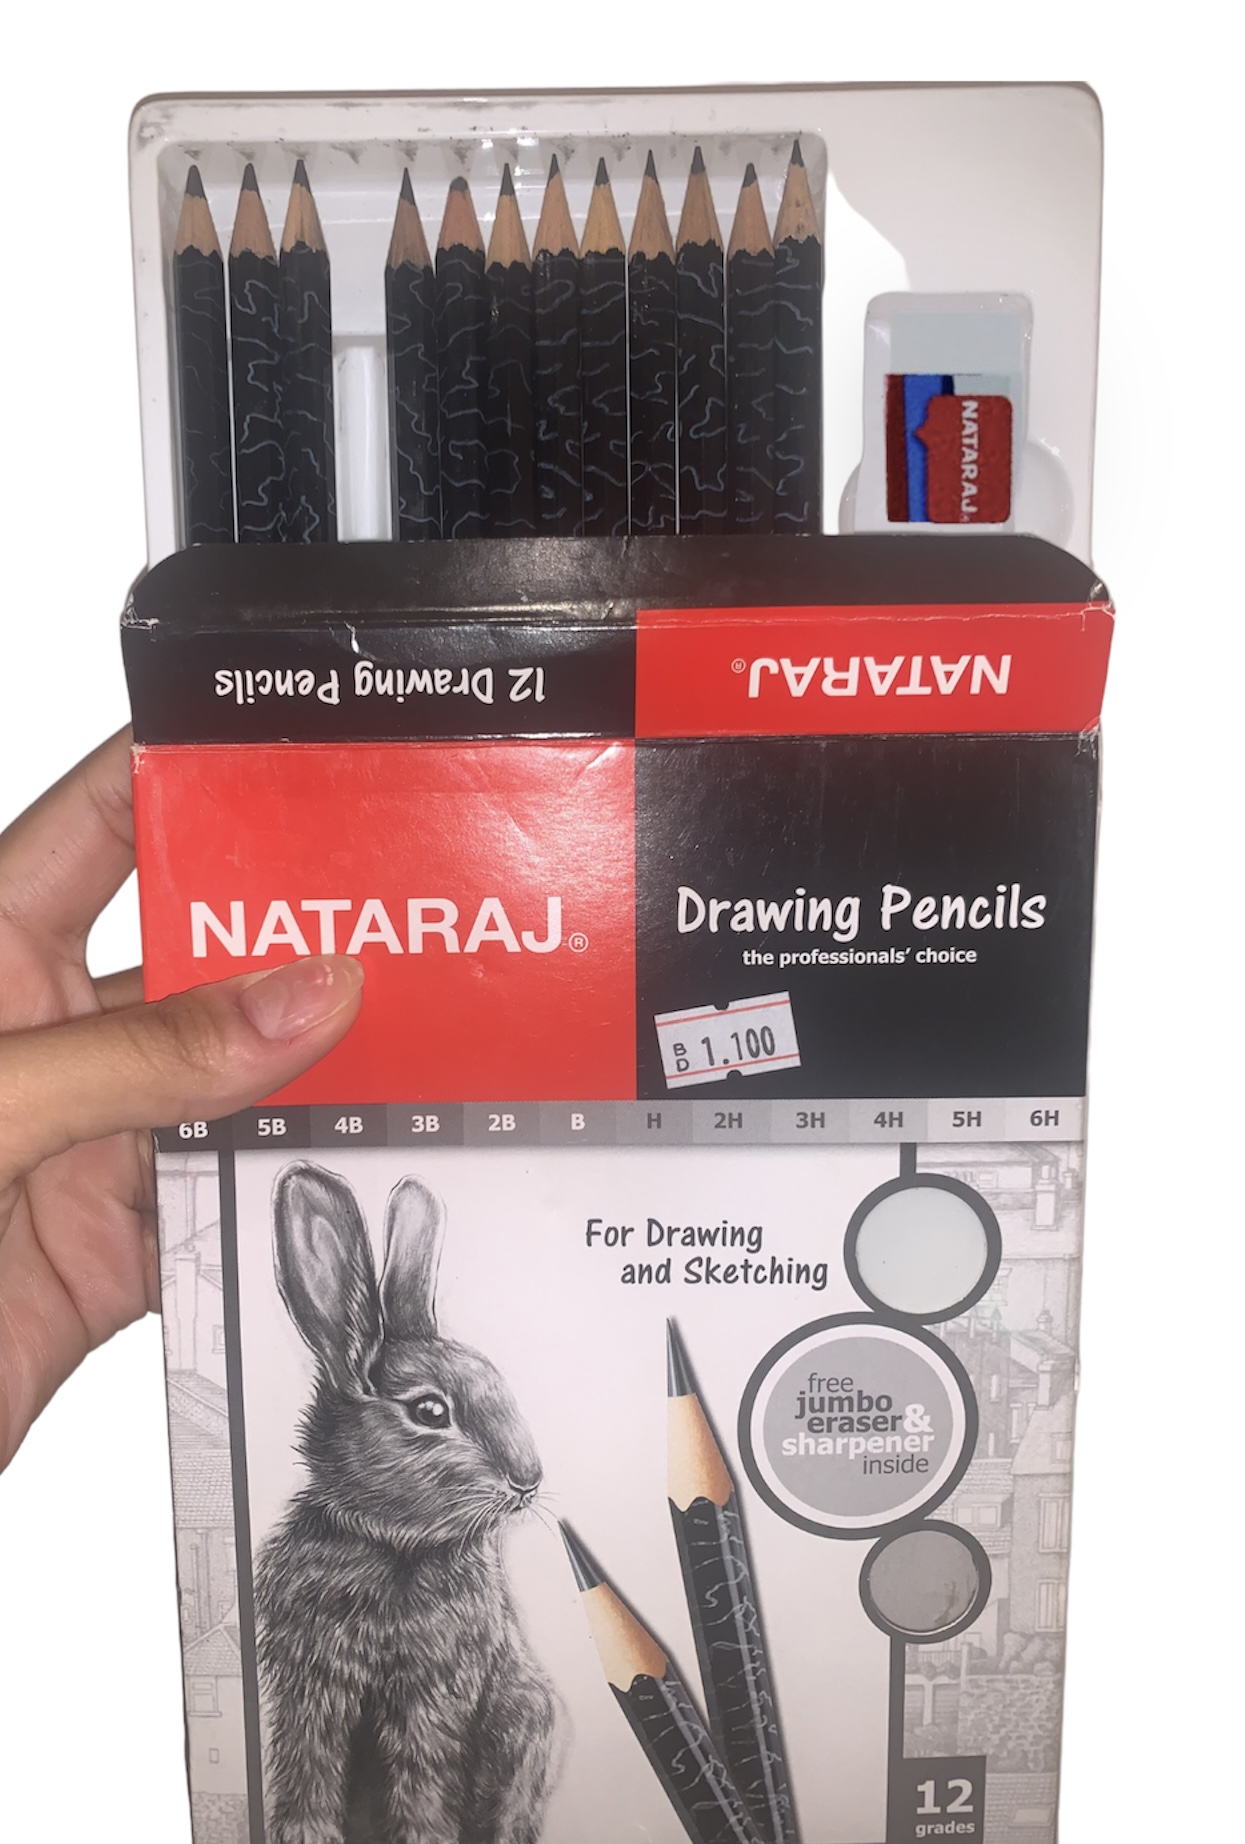 NATARAJ®
12 Drawing Pencils
NATARAJ®
NATARAJ®
Drawing Pencils
the professionals' choice
BD 1.100
6B 5B 4B 3B 2B B H 2H 3H 4H 5H 6H
For Drawing
and Sketching
free
jumbo
eraser&
sharpener
inside
12
grades